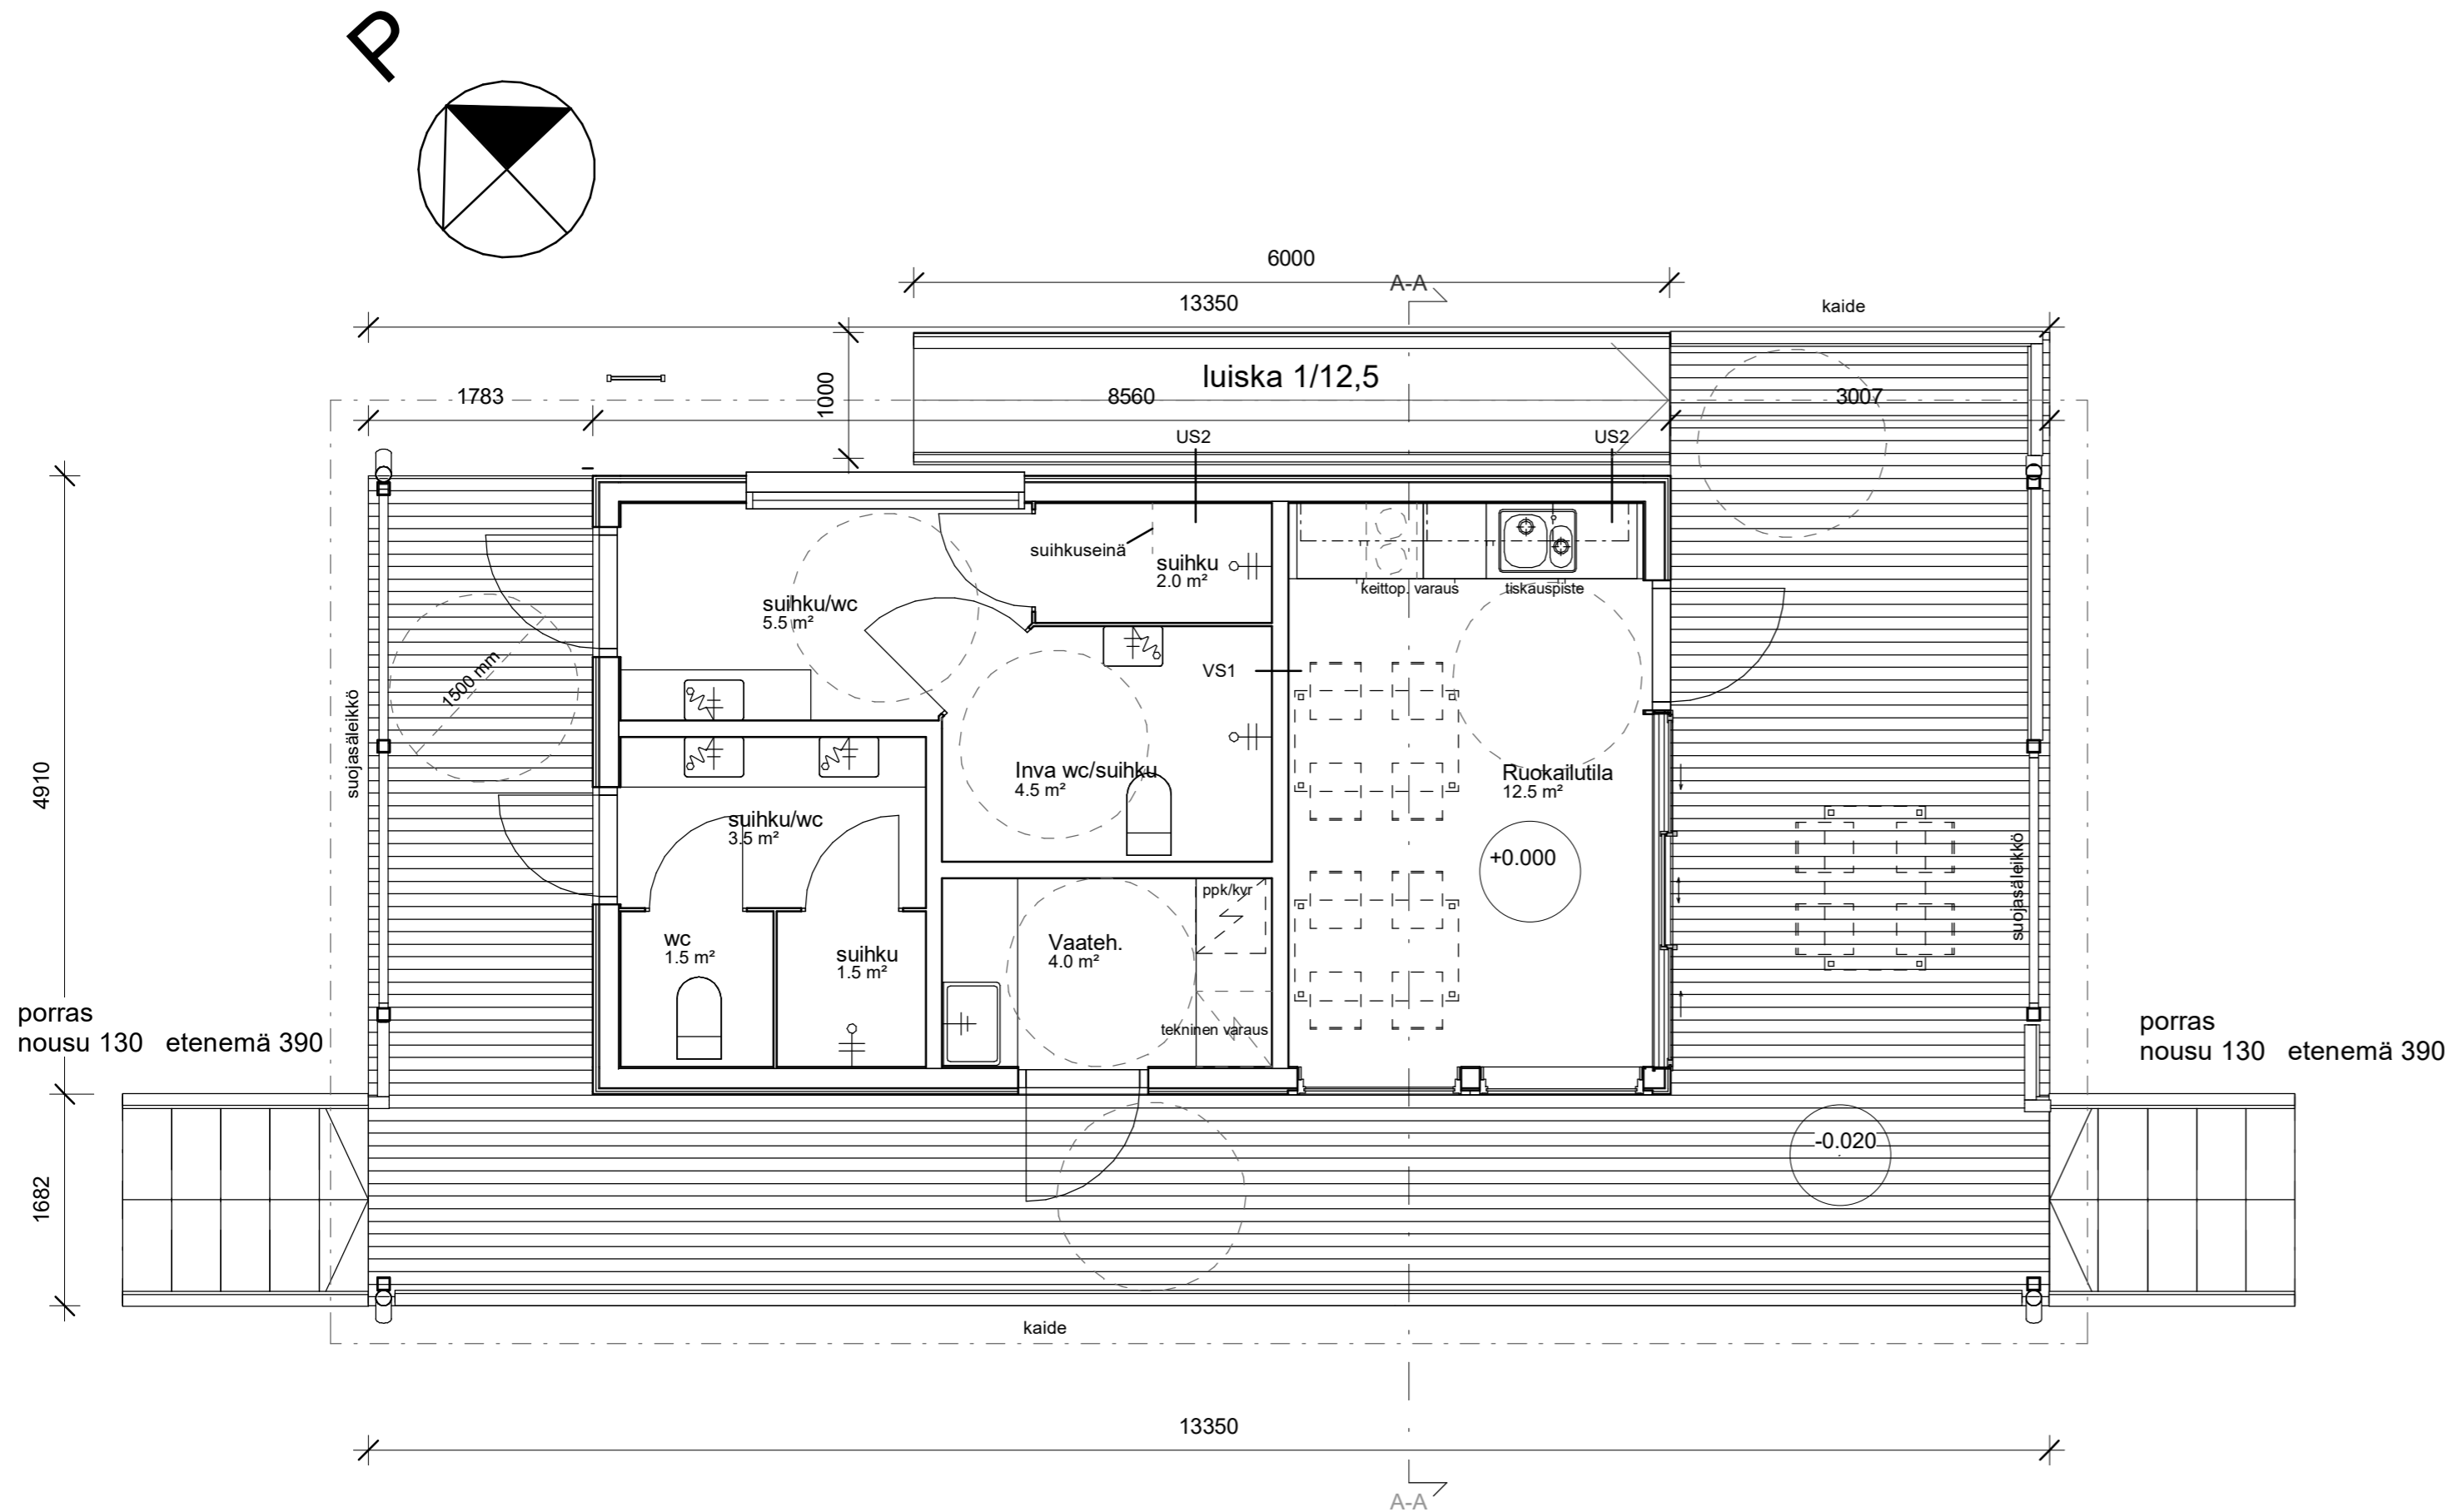 P
6000
A-A
13350
kaide
luiska 1/12,5
1783
1000
8560
3007
US2
US2
suihkuseinä
suihku
2.0 m²
keittop. varaus
tiskauspiste
suihku/wc
5.5 m²
VS1
1500 mm
suojasäleikkö
4910
Inva wc/suihku
4.5 m²
Ruokailutila
12.5 m²
suihku/wc
3.5 m²
+0.000
suojasäleikkö
ppk/kyr
wc
1.5 m²
suihku
1.5 m²
Vaateh.
4.0 m²
tekninen varaus
porras
nousu 130 etenemä 390
porras
nousu 130 etenemä 390
-0.020
1682
kaide
13350
A-A